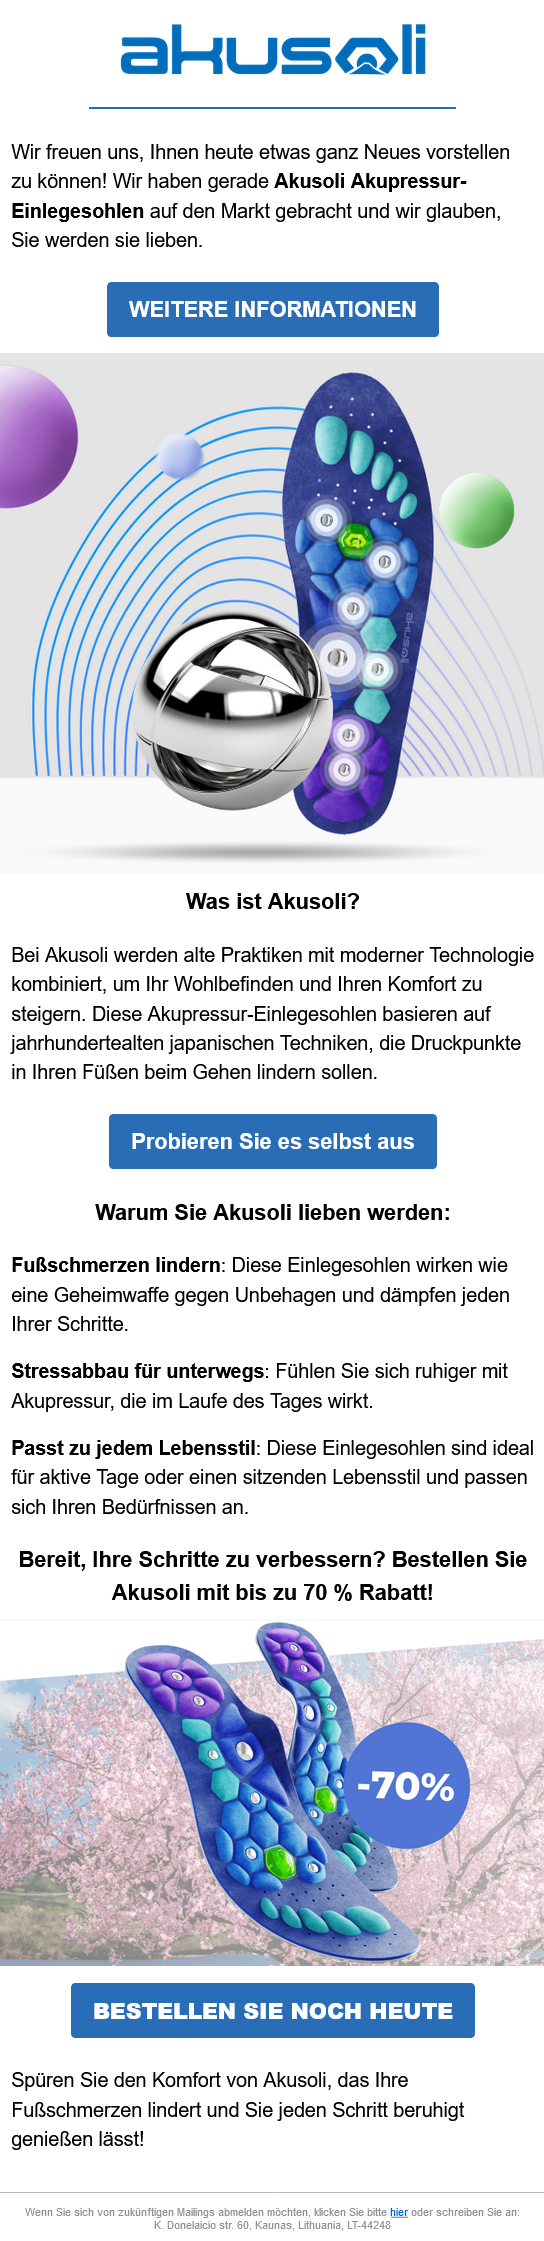 akusoli
Wir freuen uns, Ihnen heute etwas ganz Neues vorstellen
zu können! Wir haben gerade Akusoli Akupressur-
Einlegesohlen auf den Markt gebracht und wir glauben,
Sie werden sie lieben.
WEITERE INFORMATIONEN
akusoli
Was ist Akusoli?
Bei Akusoli werden alte Praktiken mit moderner Technologie
kombiniert, um Ihr Wohlbefinden und Ihren Komfort zu
steigern. Diese Akupressur-Einlegesohlen basieren auf
jahrhundertealten japanischen Techniken, die Druckpunkte
in Ihren Füßen beim Gehen lindern sollen.
Probieren Sie es selbst aus
Warum Sie Akusoli lieben werden:
Fußschmerzen lindern: Diese Einlegesohlen wirken wie
eine Geheimwaffe gegen Unbehagen und dämpfen jeden
Ihrer Schritte.
Stressabbau für unterwegs: Fühlen Sie sich ruhiger mit
Akupressur, die im Laufe des Tages wirkt.
Passt zu jedem Lebensstil: Diese Einlegesohlen sind ideal
für aktive Tage oder einen sitzenden Lebensstil und passen
sich Ihren Bedürfnissen an.
Bereit, Ihre Schritte zu verbessern? Bestellen Sie
Akusoli mit bis zu 70 % Rabatt!
-70%
BESTELLEN SIE NOCH HEUTE
Spüren Sie den Komfort von Akusoli, das Ihre
Fußschmerzen lindert und Sie jeden Schritt beruhigt
genießen lässt!
Wenn Sie sich von zukünftigen Mailings abmelden möchten, klicken Sie bitte hier oder schreiben Sie an:
K. Donelaicio str. 60, Kaunas, Lithuania, LT-44248